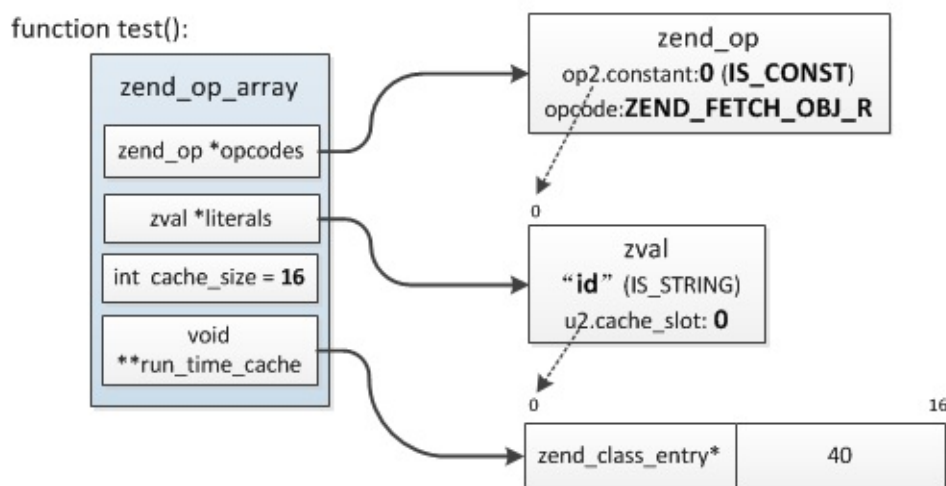 function test():
zend_op_array
zend_op *opcodes
zval *literals
int cache_size = 16
void
**run_time_cache
zend_op
op2.constant:0 (IS_CONST)
opcode:ZEND_FETCH_OBJ_R
0
zval
“id” (IS_STRING)
u2.cache_slot: 0
0
16
zend_class_entry*
40